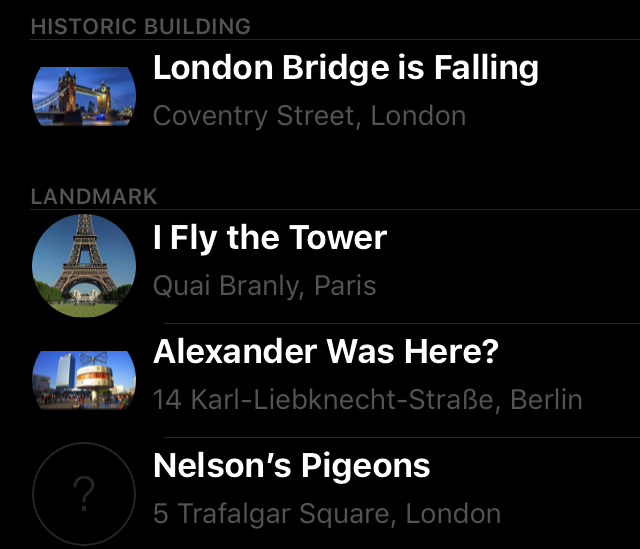 HISTORIC BUILDING
London Bridge is Falling
Coventry Street, London
LANDMARK
I Fly the Tower
Quai Branly, Paris
Alexander Was Here?
14 Karl-Liebknecht-Straße, Berlin
Nelson’s Pigeons
?
5 Trafalgar Square, London